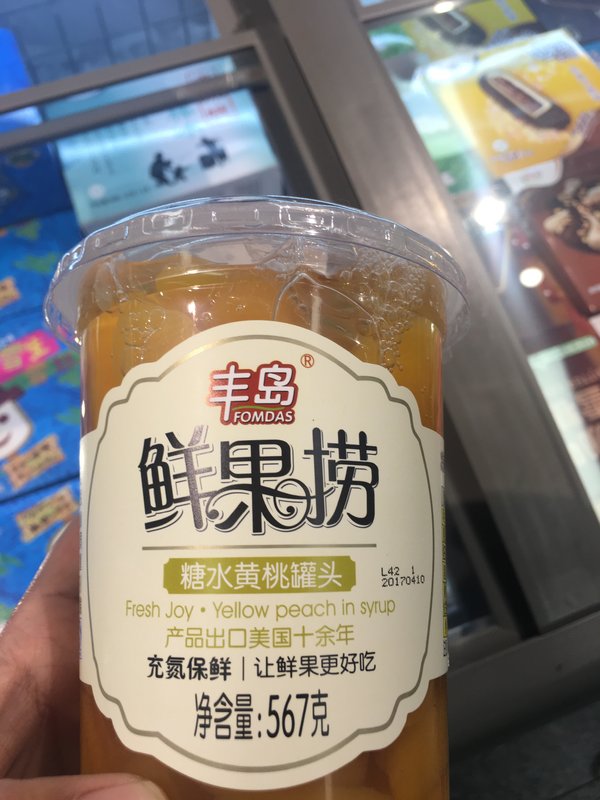 丰岛®
FOMDAS
鲜果捞
糖水黄桃罐头
L42 1
20170410
Fresh Joy • Yellow peach in syrup
产品出口美国十余年
充氮保鲜 | 让鲜果更好吃
净含量:567克